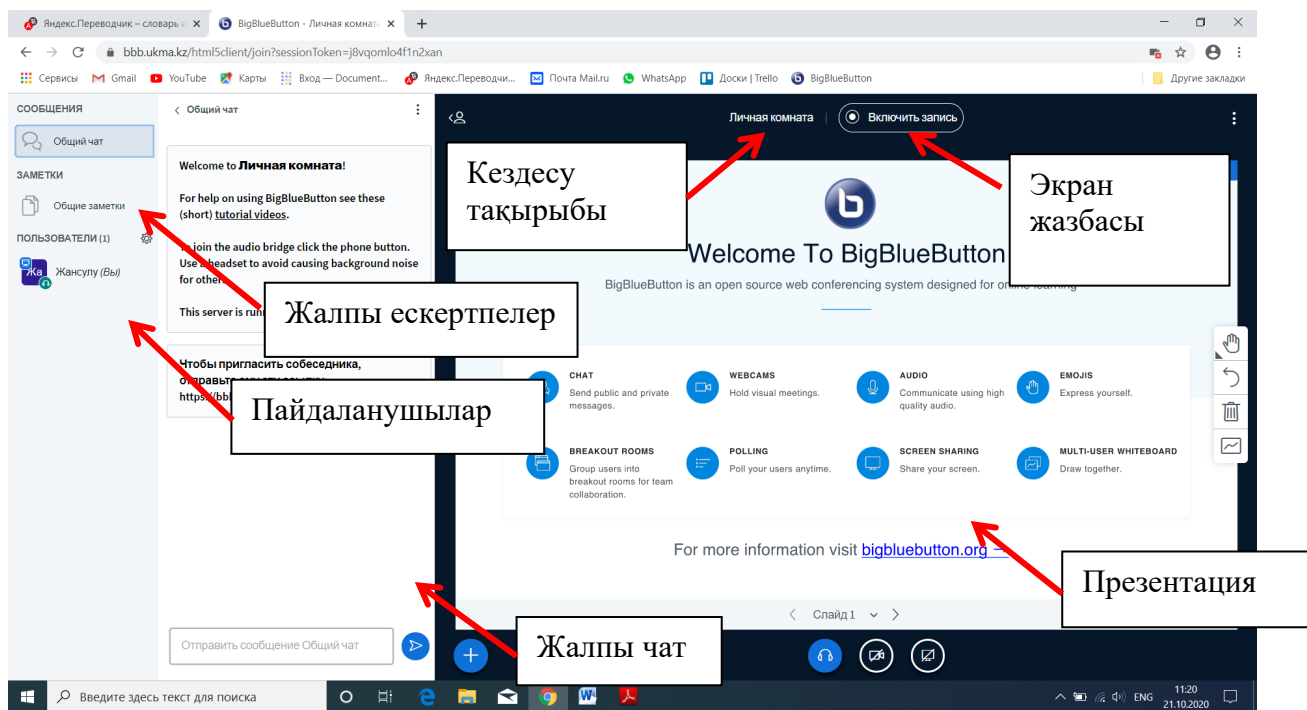 Яндекс.Переводчик – словарь и
BigBlueButton - Личная комната
bbb.ukma.kz/html5client/join?sessionToken=j8vqomlo4f1n2xan
Сервисы
Gmail
YouTube
Карты
Вход — Document...
Яндекс.Переводчи...
Почта Mail.ru
WhatsApp
Доски | Trello
BigBlueButton
Другие закладки
СООБЩЕНИЯ
Общий чат
ЗАМЕТКИ
Общие заметки
ПОЛЬЗОВАТЕЛИ (1)
Жа
Жансулу (Вы)
Общий чат
Welcome to Личная комната!
For help on using BigBlueButton see these
(short) tutorial videos.
To join the audio bridge click the phone button.
Use a headset to avoid causing background noise
for others
This server is run
Чтобы пригласить собеседника,
отправьте ему эту ссылку:
https://bbl
Отправить сообщение Общий чат
Личная комната
Включить запись
Кездесу
тақырыбы
Экран
жазбасы
Жалпы ескертпелер
Пайдаланушылар
Жалпы чат
Презентация
b
Welcome To BigBlueButton
BigBlueButton is an open source web conferencing system designed for online learning
CHAT
Send public and private
messages.
WEBCAMS
Hold visual meetings.
AUDIO
Communicate using high
quality audio.
EMOJIS
Express yourself.
BREAKOUT ROOMS
Group users into
breakout rooms for team
collaboration.
POLLING
Poll your users anytime.
SCREEN SHARING
Share your screen.
MULTI-USER WHITEBOARD
Draw together.
For more information visit bigbluebutton.org →
Слайд 1
Введите здесь текст для поиска
ENG
11:20
21.10.2020